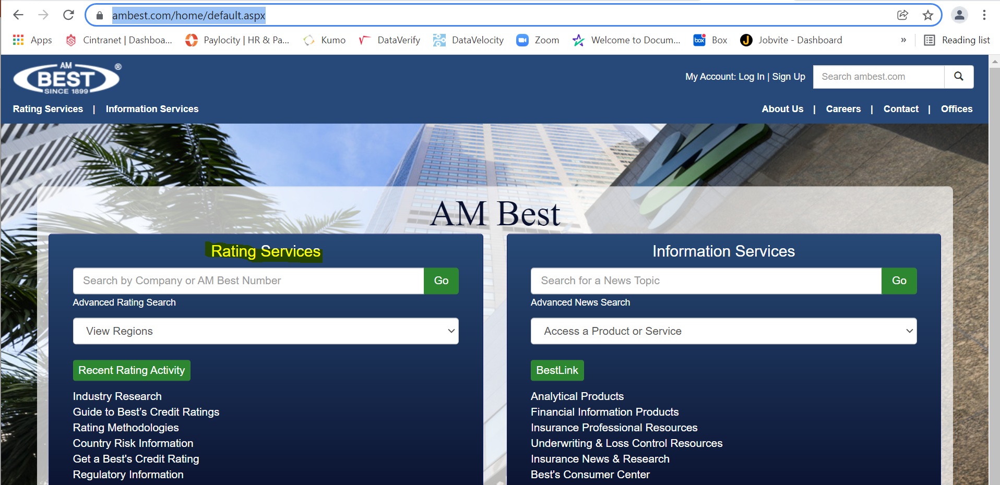 ambest.com/home/default.aspx
Apps Cintranet | Dashboa... Paylocity | HR & Pa... Kumo DataVerify DataVelocity Zoom Welcome to Docum... box Box J Jobvite - Dashboard » Reading list
AM
BEST ®
SINCE 1899
My Account: Log In | Sign Up Search ambest.com
Rating Services | Information Services About Us | Careers | Contact | Offices
AM Best
Rating Services
Search by Company or AM Best Number Go
Advanced Rating Search
View Regions
Recent Rating Activity
Industry Research
Guide to Best's Credit Ratings
Rating Methodologies
Country Risk Information
Get a Best's Credit Rating
Regulatory Information
Information Services
Search for a News Topic Go
Advanced News Search
Access a Product or Service
BestLink
Analytical Products
Financial Information Products
Insurance Professional Resources
Underwriting & Loss Control Resources
Insurance News & Research
Best's Consumer Center